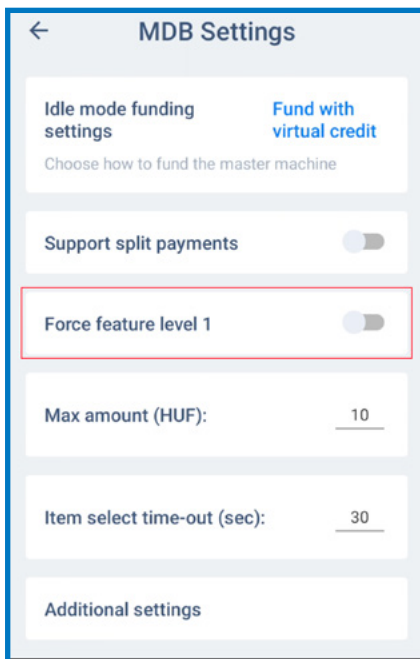 MDB Settings
Idle mode funding settings
Fund with virtual credit
Choose how to fund the master machine
Support split payments
Force feature level 1
Max amount (HUF): 10
Item select time-out (sec): 30
Additional settings